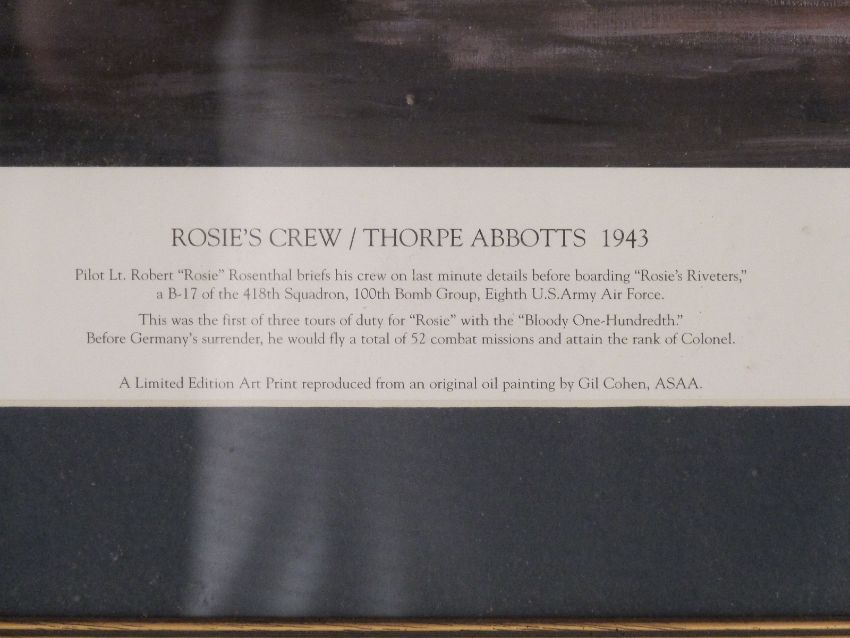 ROSIE'S CREW / THORPE ABBOTTS 1943
Pilot Lt. Robert “Rosie” Rosenthal briefs his crew on last minute details before boarding “Rosie's Riveters,”
a B-17 of the 418th Squadron, 100th Bomb Group, Eighth U.S.Army Air Force.
This was the first of three tours of duty for “Rosie” with the “Bloody One-Hundredth.”
Before Germany's surrender, he would fly a total of 52 combat missions and attain the rank of Colonel.
A Limited Edition Art Print reproduced from an original oil painting by Gil Cohen, ASAA.